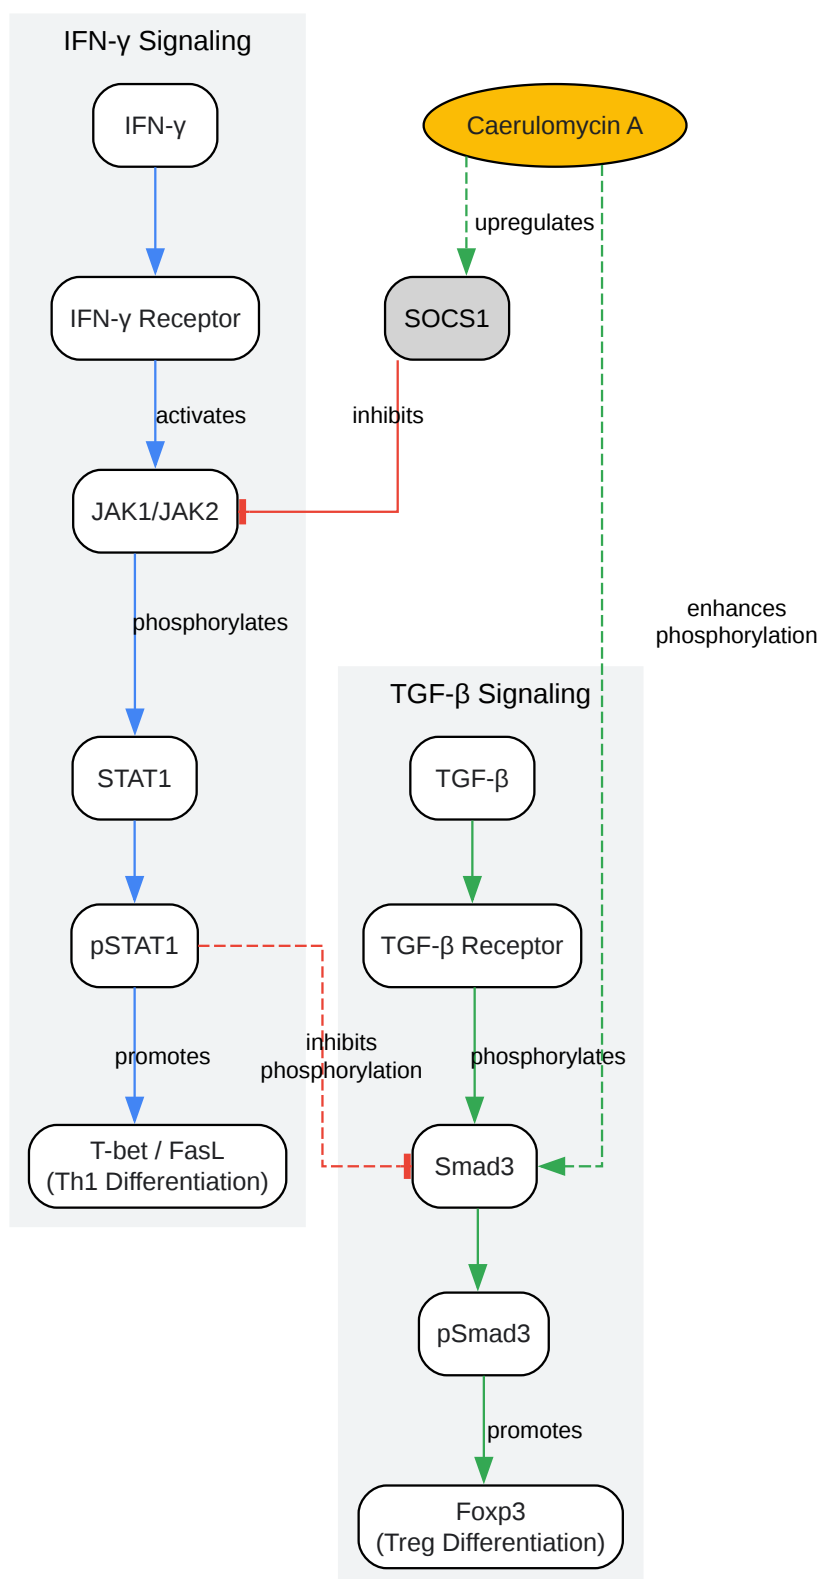 IFN-γ Signaling
IFN-γ
Caerulomycin A
upregulates
IFN-γ Receptor
SOCS1
activates
inhibits
JAK1/JAK2
phosphorylates
enhances
phosphorylation
TGF-β Signaling
STAT1
TGF-β
pSTAT1
TGF-β Receptor
promotes
inhibits
phosphorylation
phosphorylates
T-bet / FasL
(Th1 Differentiation)
Smad3
pSmad3
promotes
Foxp3
(Treg Differentiation)